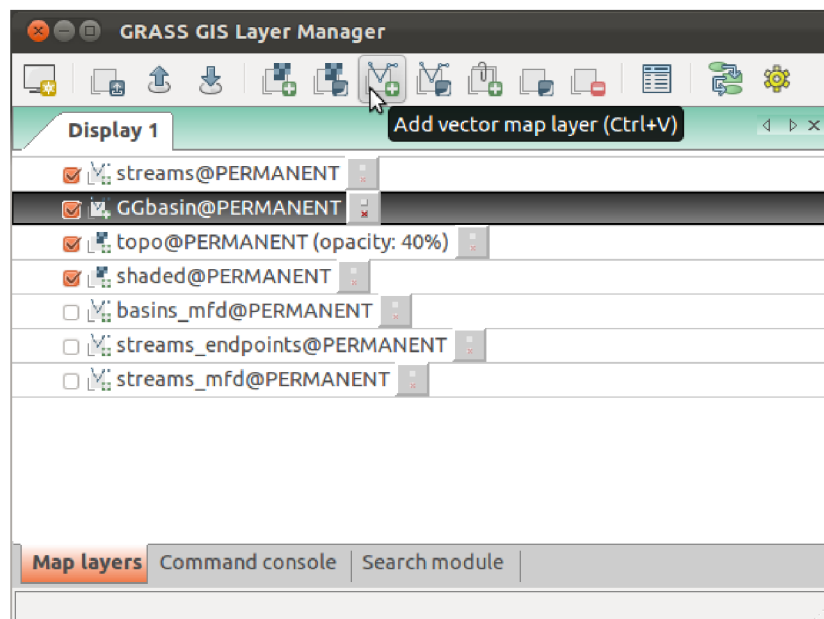 GRASS GIS Layer Manager
Add vector map layer (Ctrl+V)
Display 1
streams@PERMANENT
GGbasin@PERMANENT
topo@PERMANENT (opacity: 40%)
shaded@PERMANENT
basins_mfd@PERMANENT
streams_endpoints@PERMANENT
streams_mfd@PERMANENT
Map layers Command console Search module